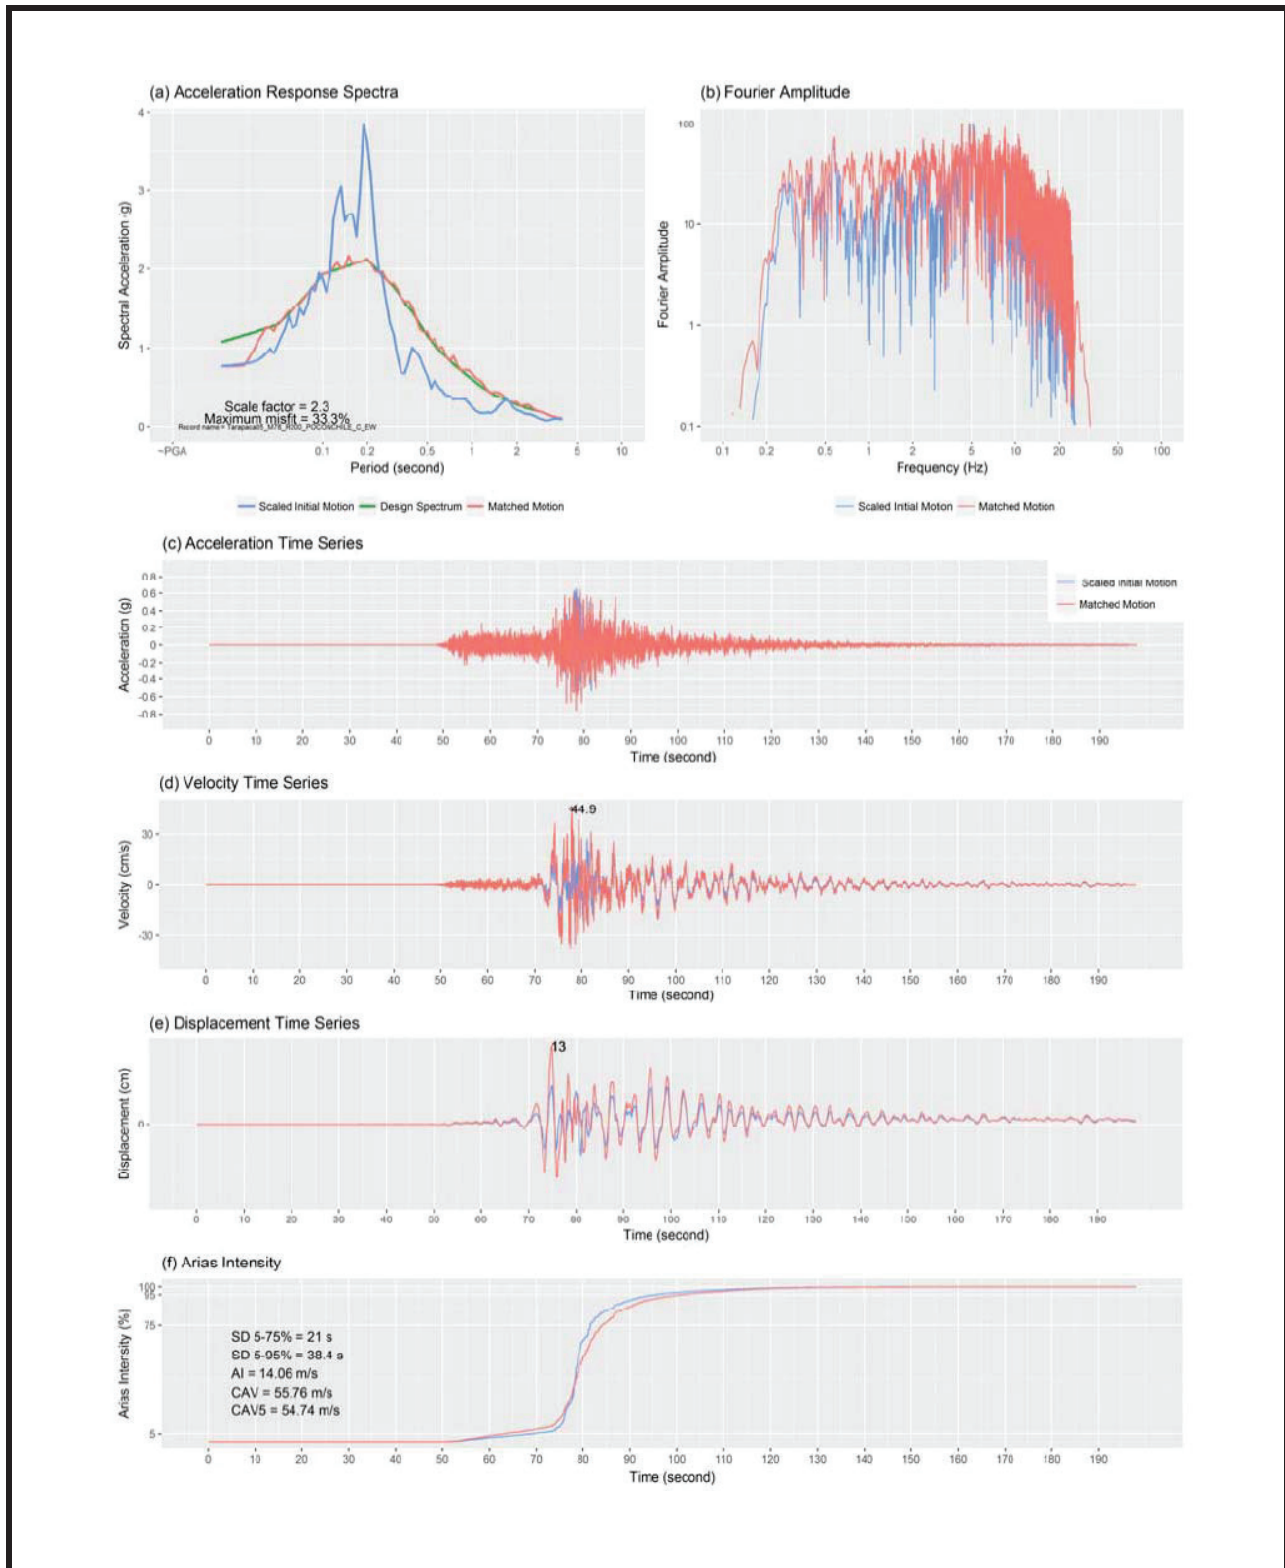 (a) Acceleration Response Spectra
4
3
2
1
0
Spectral Acceleration (g)
Scale factor = 2.3
Maximum misfit = 33.3%
~PGA
0.1
0.2
0.5
1
2
5
10
Period (second)
Scaled Initial Motion
Design Spectrum
Matched Motion
(b) Fourier Amplitude
100
10
1
0.1
Fourier Amplitude
0.1
0.2
0.5
1
2
5
10
20
50
100
Frequency (Hz)
Scaled Initial Motion
Matched Motion
(c) Acceleration Time Series
0.8
0.6
0.4
0.2
0
-0.2
-0.4
-0.6
-0.8
Acceleration (g)
Scaled Initial Motion
Matched Motion
0 10 20 30 40 50 60 70 80 90 100 110 120 130 140 150 160 170 180 190
Time (second)
(d) Velocity Time Series
44.9
30
0
-30
Velocity (cm/s)
0 10 20 30 40 50 60 70 80 90 100 110 120 130 140 150 160 170 180 190
Time (second)
(e) Displacement Time Series
13
0
Displacement (cm)
0 10 20 30 40 50 60 70 80 90 100 110 120 130 140 150 160 170 180 190
Time (second)
(f) Arias Intensity
100
95
75
5
Arias Intensity (%)
SD 5-75% = 21 s
SD 5-95% = 38.4 s
AI = 14.06 m/s
CAV = 55.76 m/s
CAV5 = 54.74 m/s
0 10 20 30 40 50 60 70 80 90 100 110 120 130 140 150 160 170 180 190
Time (second)